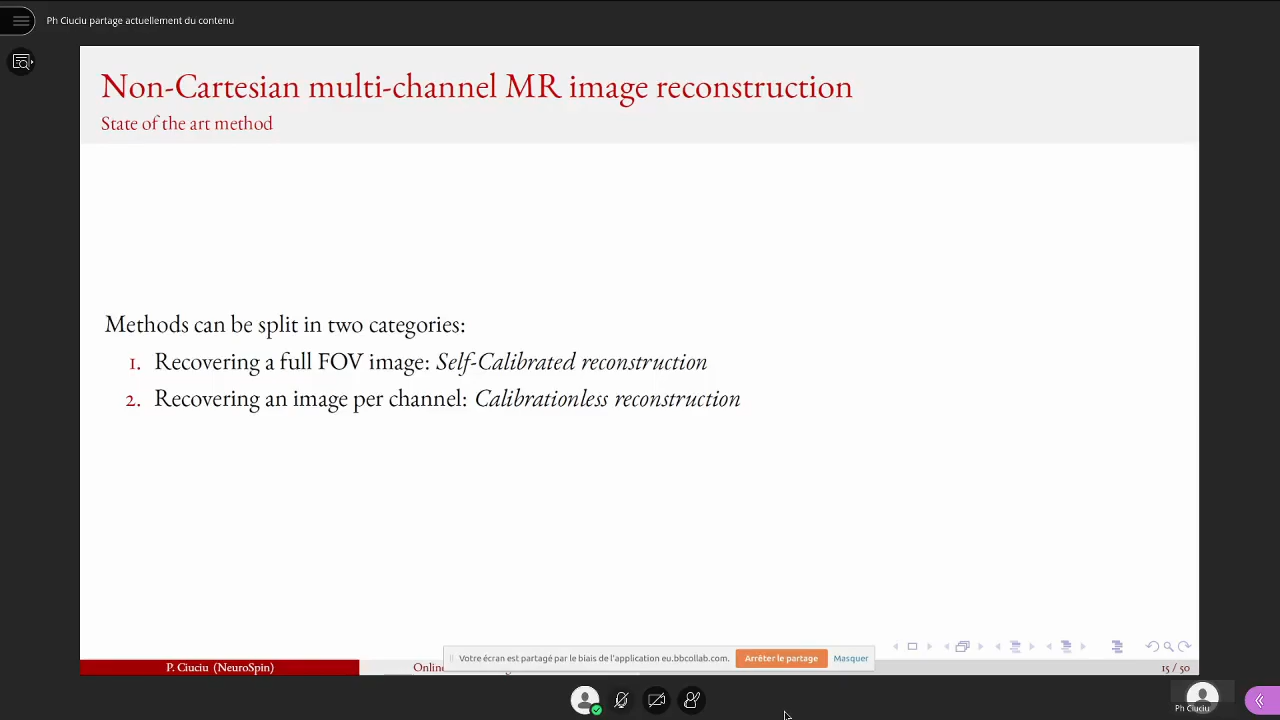 Ph Ciuciu partage actuellement du contenu
Non-Cartesian multi-channel MR image reconstruction
State of the art method
Methods can be split in two categories:
1. Recovering a full FOV image: Self-Calibrated reconstruction
2. Recovering an image per channel: Calibrationless reconstruction
P. Ciuciu (NeuroSpin)
Votre écran est partagé par le biais de l'application eu.bbcollab.com.
Arrêter le partage
Masquer
15 / 50
Ph Ciuciu